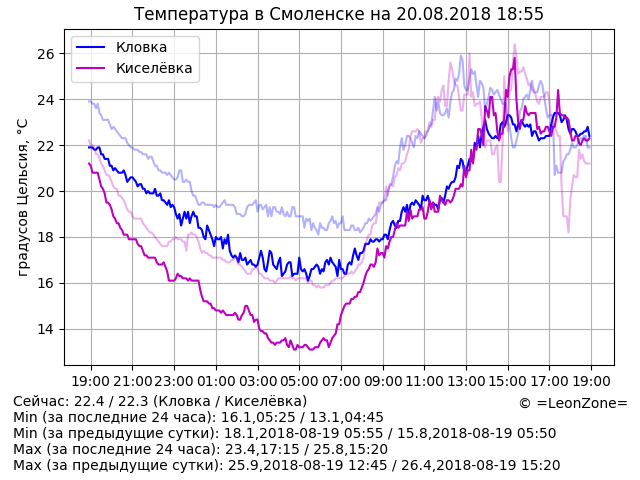 Температура в Смоленске на 20.08.2018 18:55
Кловка
Киселёвка
градусов Цельсия, °C
26
24
22
20
18
16
14
19:00 21:00 23:00 01:00 03:00 05:00 07:00 09:00 11:00 13:00 15:00 17:00 19:00
Сейчас: 22.4 / 22.3 (Кловка / Киселёвка)
© =LeonZone=
Min (за последние 24 часа): 16.1,05:25 / 13.1,04:45
Min (за предыдущие сутки): 18.1,2018-08-19 05:55 / 15.8,2018-08-19 05:50
Max (за последние 24 часа): 23.4,17:15 / 25.8,15:20
Max (за предыдущие сутки): 25.9,2018-08-19 12:45 / 26.4,2018-08-19 15:20